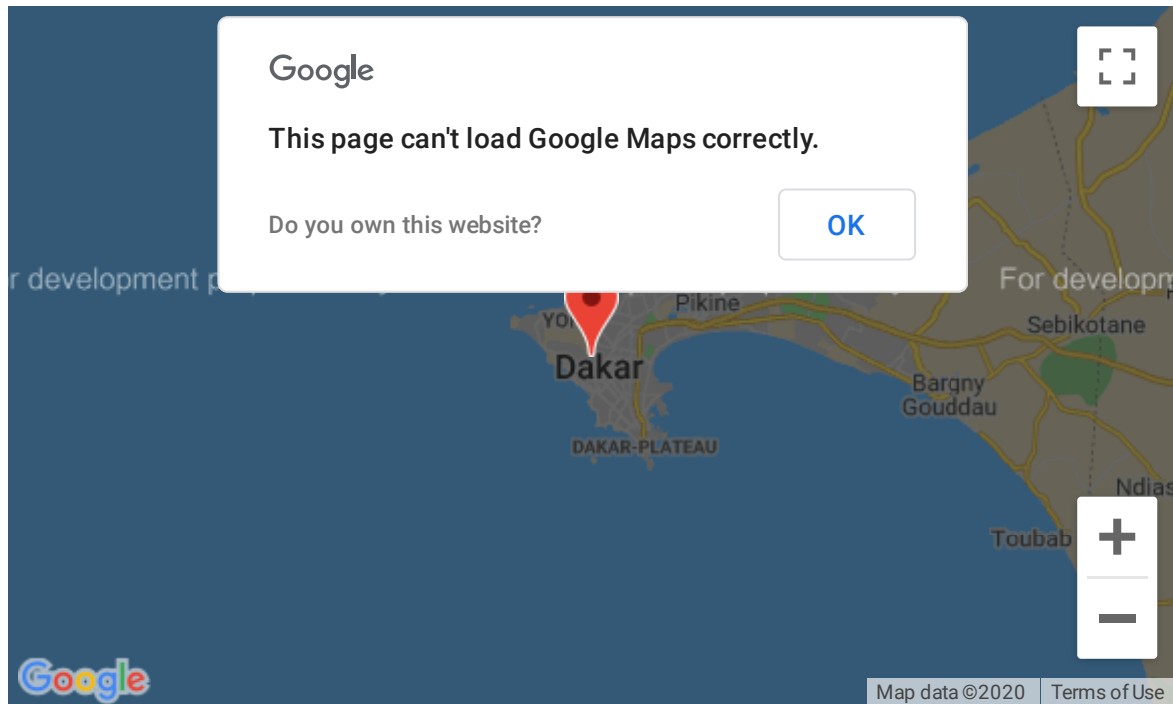 Google
This page can't load Google Maps correctly.
Do you own this website?
OK
r development p
For developm
Pikine
YO
Sebikotane
Dakar
Bargny
Gouddau
DAKAR-PLATEAU
Ndias
Toubab
Google
Map data ©2020
Terms of Use